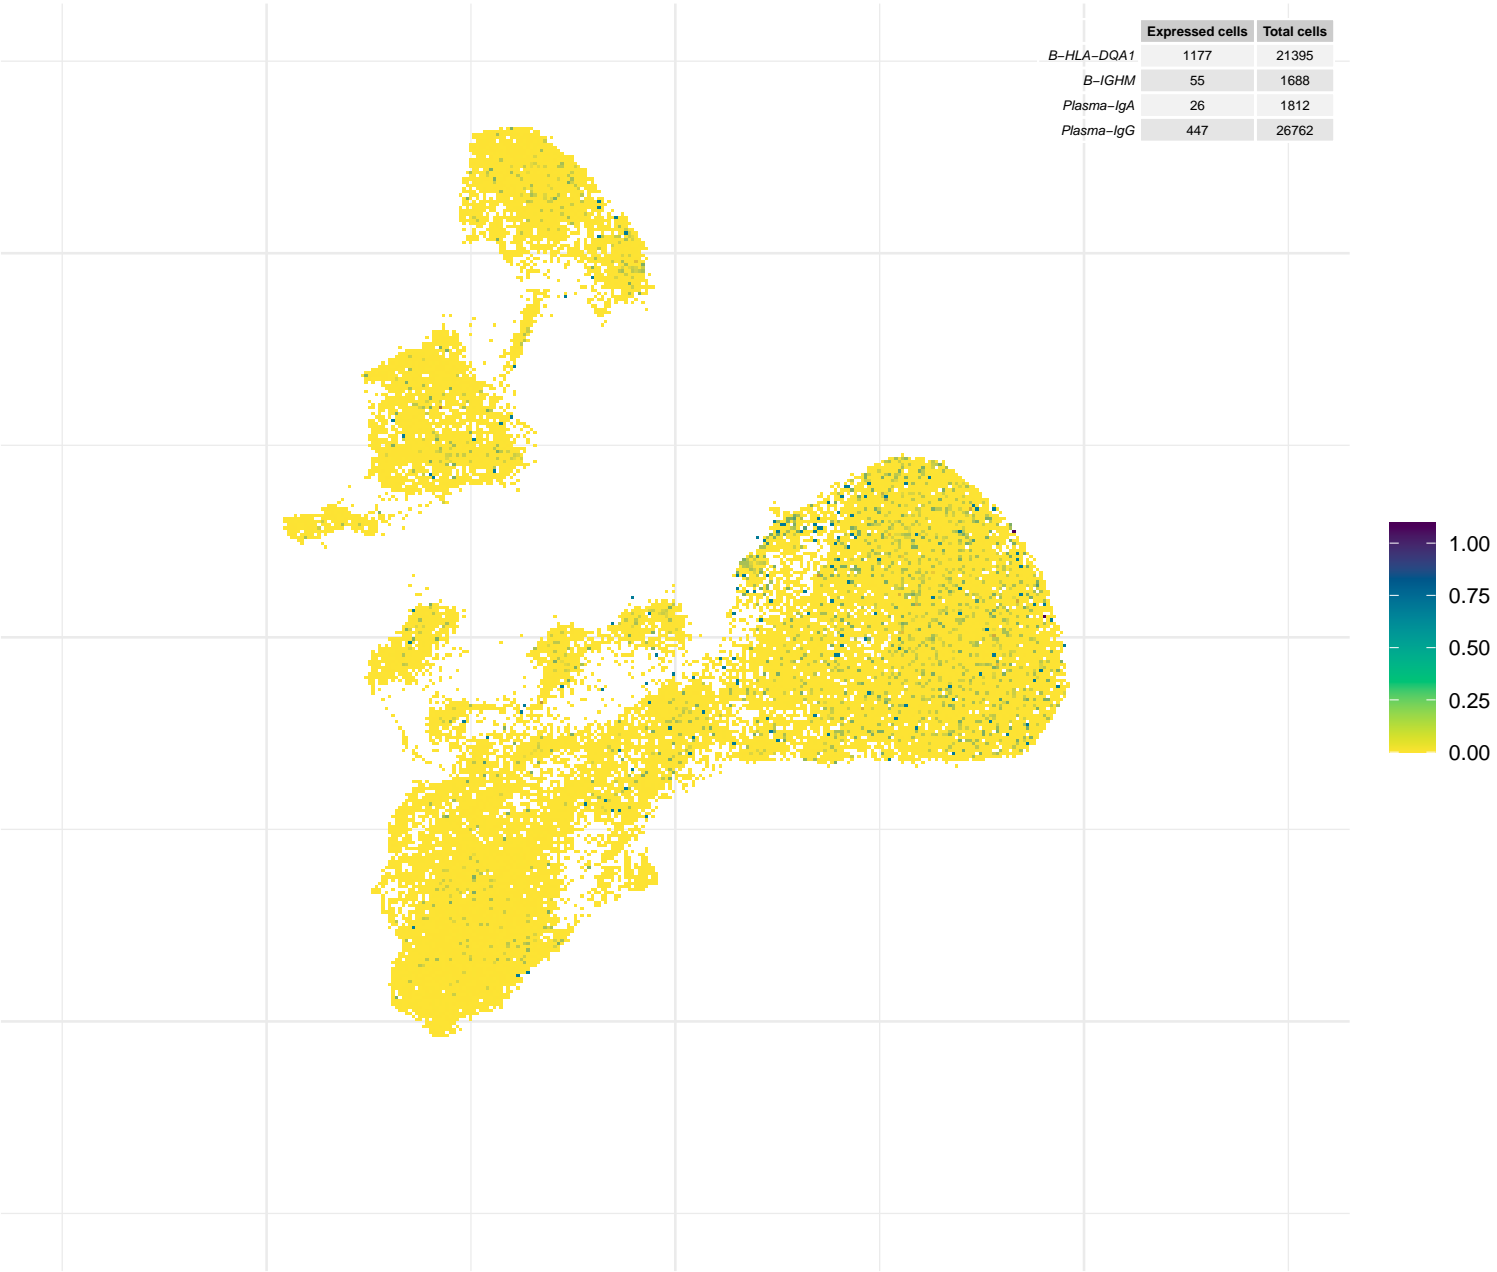 Expressed cells Total cells
B−HLA−DQA1 1177 21395
B−IGHM 55 1688
Plasma−IgA 26 1812
Plasma−IgG 447 26762
1.00
0.75
0.50
0.25
0.00